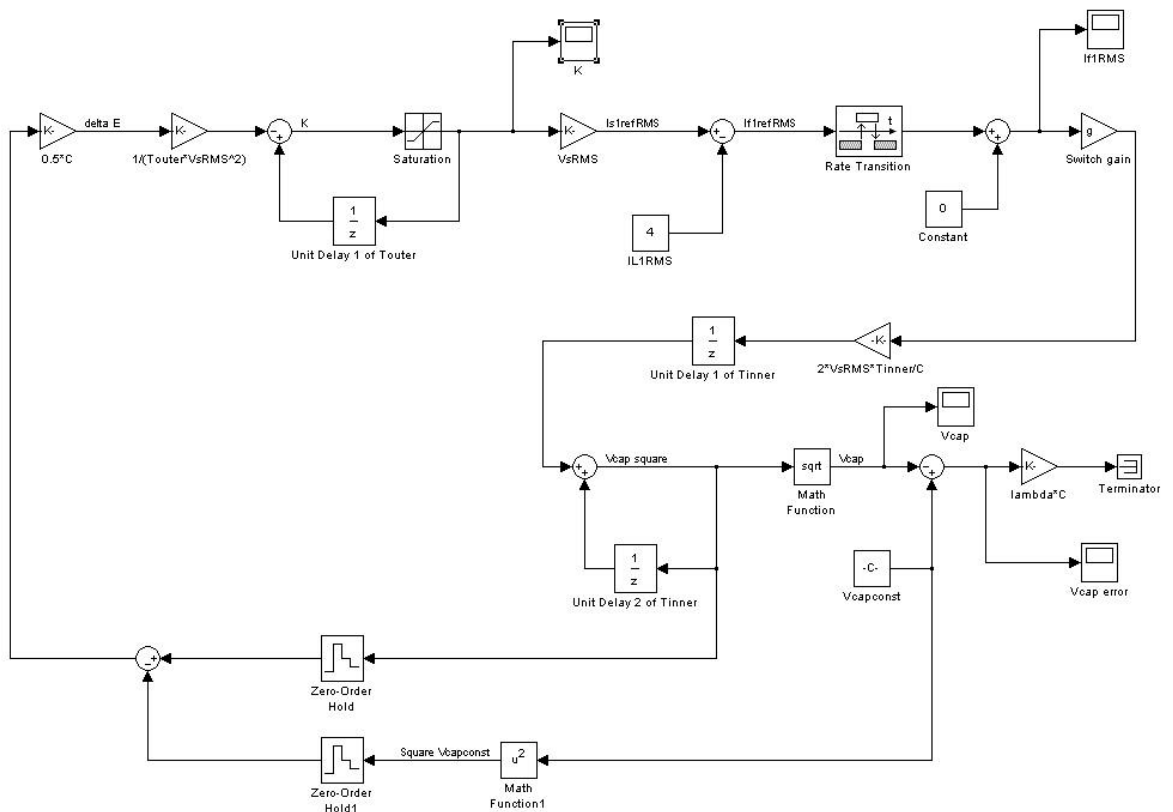 K
If1RMS
K-
delta E
K-
K
K-
Is1refRMS
If1refRMS
t
g
0.5*C
1/(Touter*VsRMS^2)
Saturation
VsRMS
Rate Transition
Switch gain
1
z
Unit Delay 1 of Touter
4
IL1RMS
0
Constant
1
z
Unit Delay 1 of Tinner
-K-
2*VsRMS*Tinner/C
Vcap
Vcap square
sqrt
Vcap
K-
Math
Function
lambda*C
Terminator
1
z
Unit Delay 2 of Tinner
-C-
Vcapconst
Vcap error
Zero-Order
Hold
Square Vcapconst
u2
Zero-Order
Hold1
Math
Function1